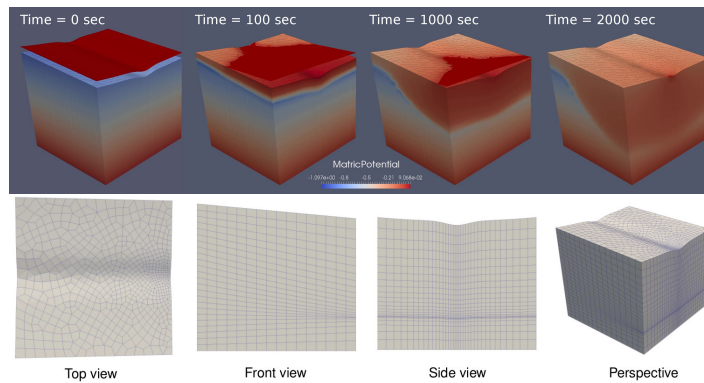 Time = 0 sec
Time = 100 sec
Time = 1000 sec
Time = 2000 sec
MatricPotential
-1.097e+00 -0.8 -0.5 -0.21 9.068e-02
Top view
Front view
Side view
Perspective